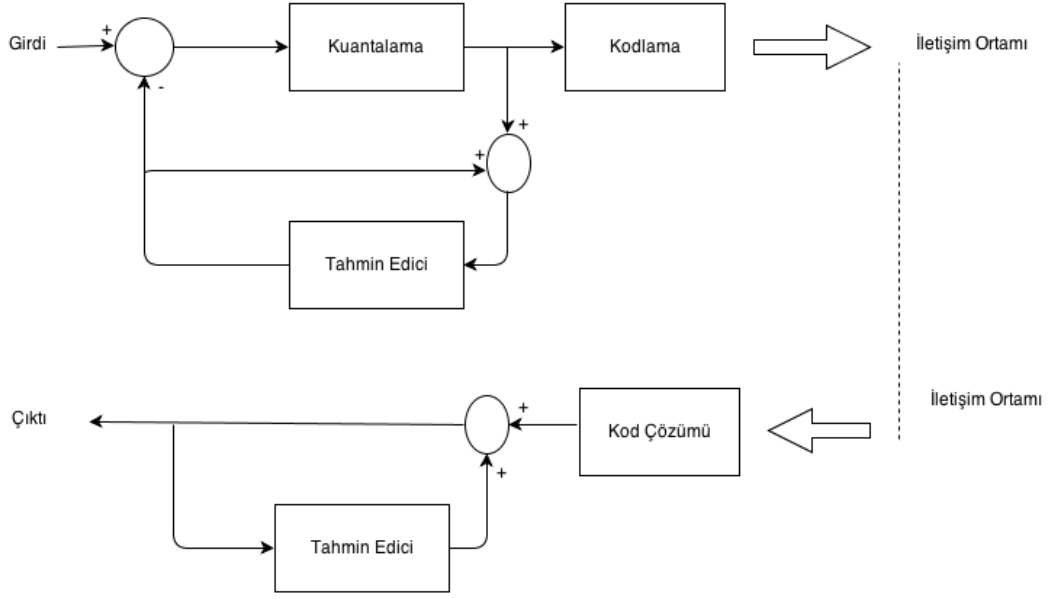 Girdi
+
-
Kuantalama
Kodlama
İletişim Ortamı
+
+
Tahmin Edici
Çıktı
+
+
Kod Çözümü
İletişim Ortamı
Tahmin Edici